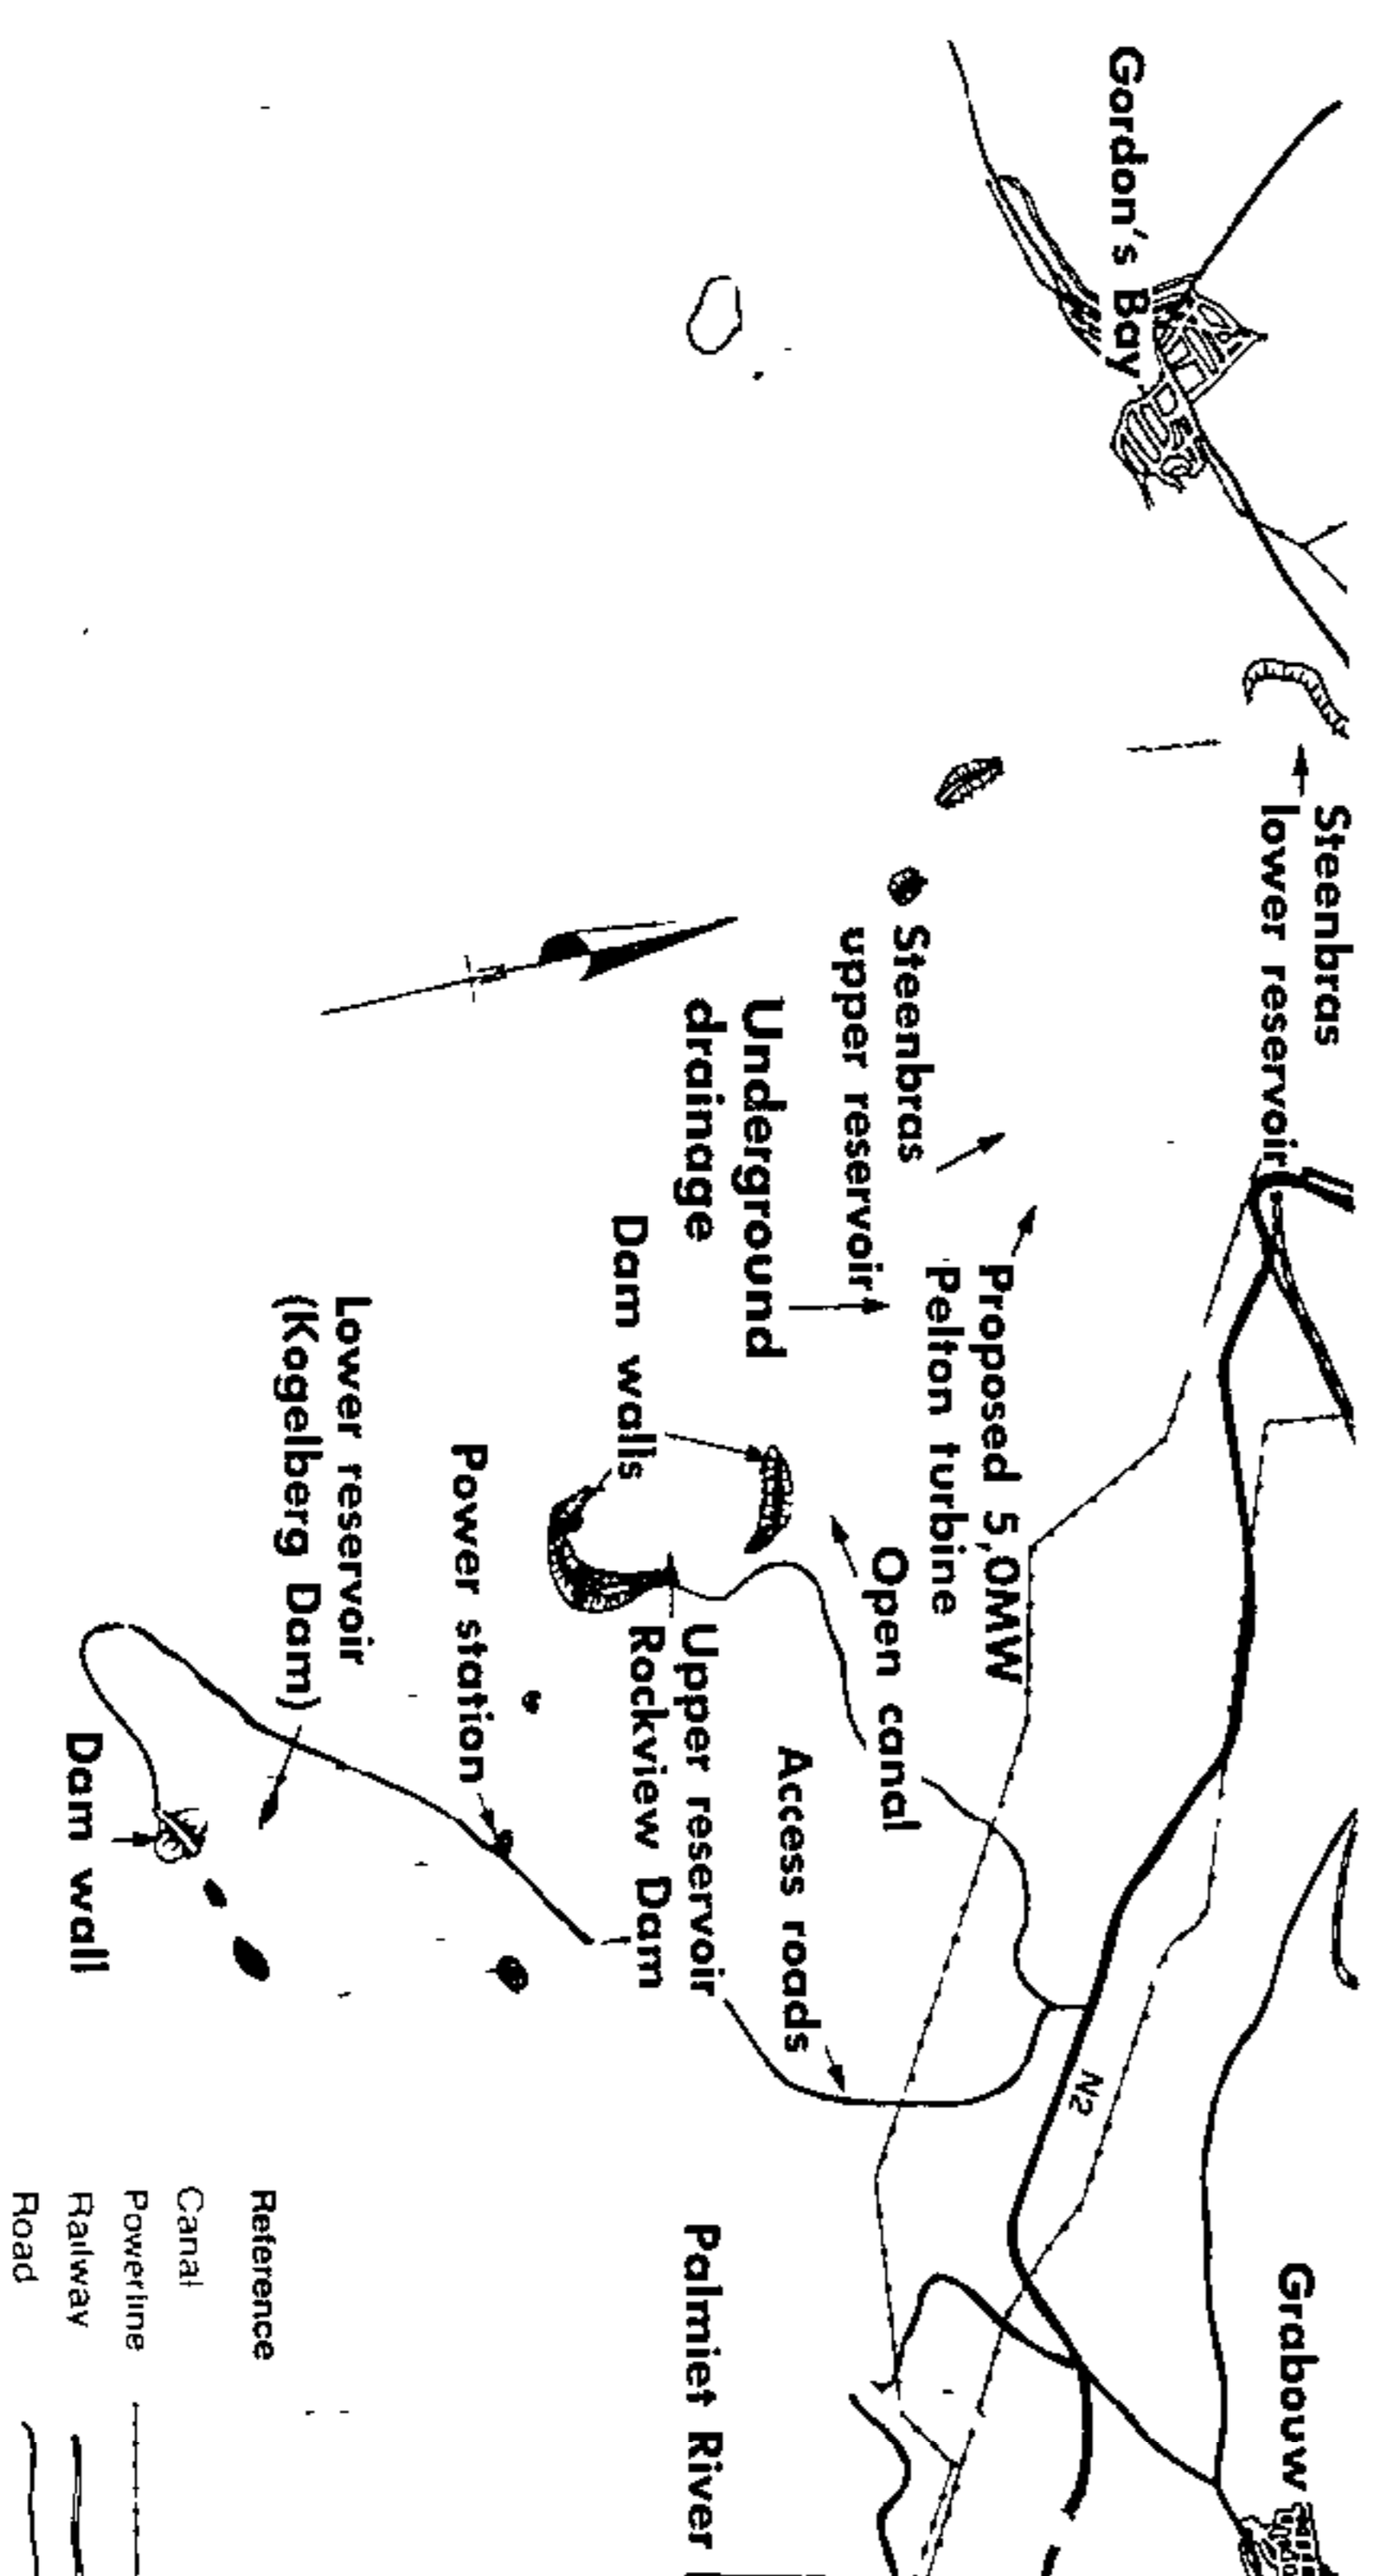 Gordon's Bay
Steenbras
lower reservoir
Steenbras
upper reservoir
Underground
drainage
Proposed 5,0MW
Pelton turbine
Dam walls
Open canal
Lower reservoir
(Kogelberg Dam)
Power station
Upper reservoir
Rockview Dam
Access roads
Dam wall
N2
Grabouw
Palmiet River
Reference
Canal
Powerline
Railway
Road